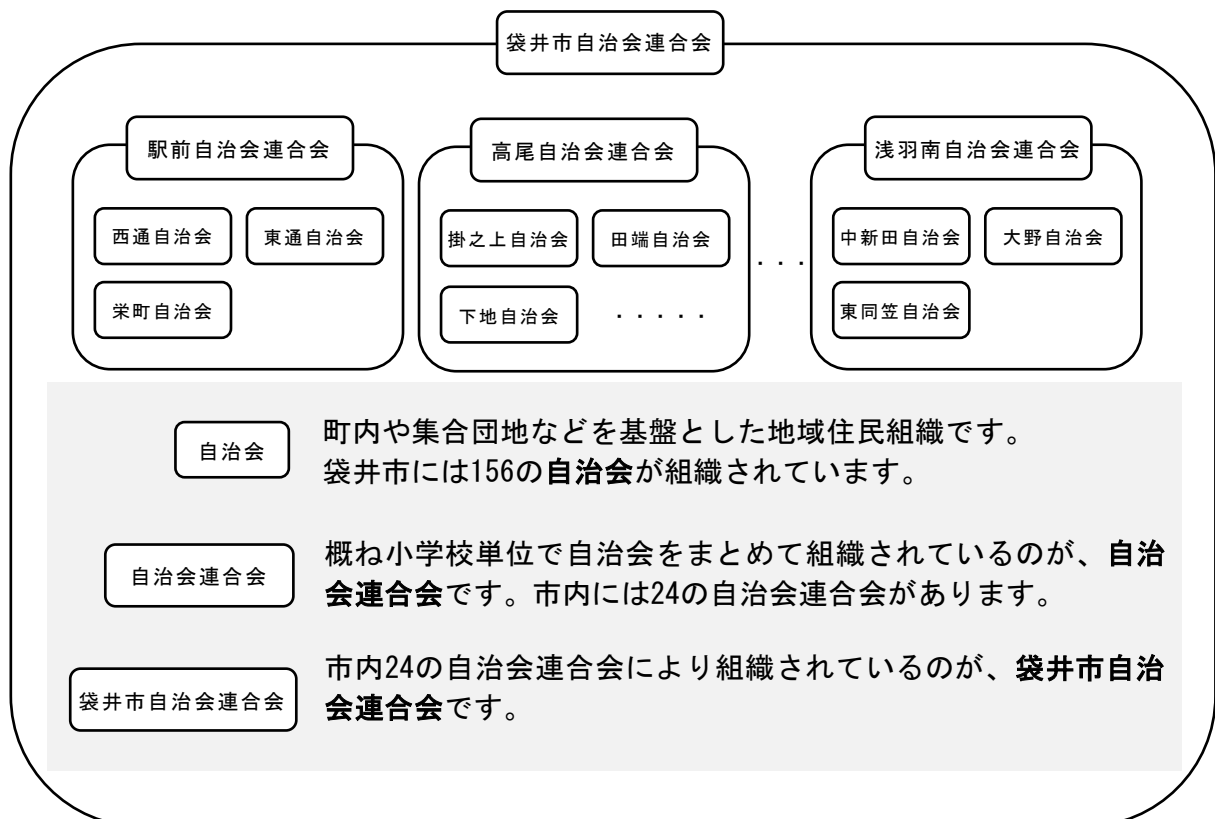 袋井市自治会連合会
駅前自治会連合会
西通自治会
東通自治会
栄町自治会
高尾自治会連合会
掛之上自治会
田端自治会
下地自治会
・・・・・
・・・
浅羽南自治会連合会
中新田自治会
大野自治会
東同笠自治会
自治会
町内や集合団地などを基盤とした地域住民組織です。
袋井市には156の自治会が組織されています。
自治会連合会
概ね小学校単位で自治会をまとめて組織されているのが、自治
会連合会です。市内には24の自治会連合会があります。
袋井市自治会連合会
市内24の自治会連合会により組織されているのが、袋井市自治
会連合会です。